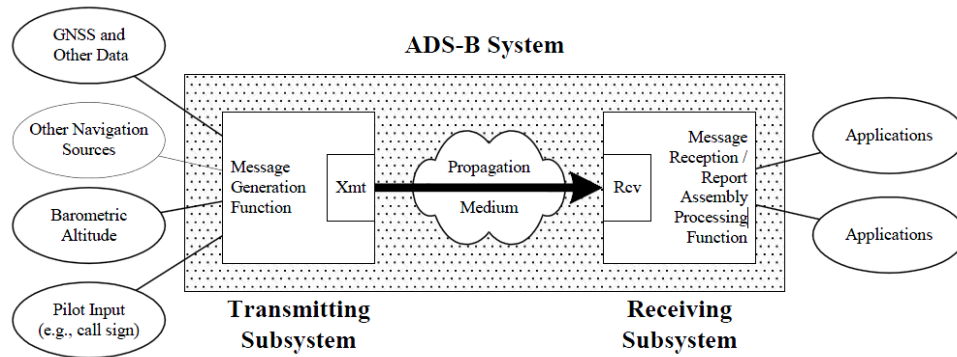 ADS-B System
GNSS and
Other Data
Other Navigation
Sources
Barometric
Altitude
Pilot Input
(e.g., call sign)
Message
Generation
Function
Xmt
Propagation
Medium
Rcv
Message
Reception /
Report
Assembly
Processing
Function
Applications
Applications
Transmitting
Subsystem
Receiving
Subsystem